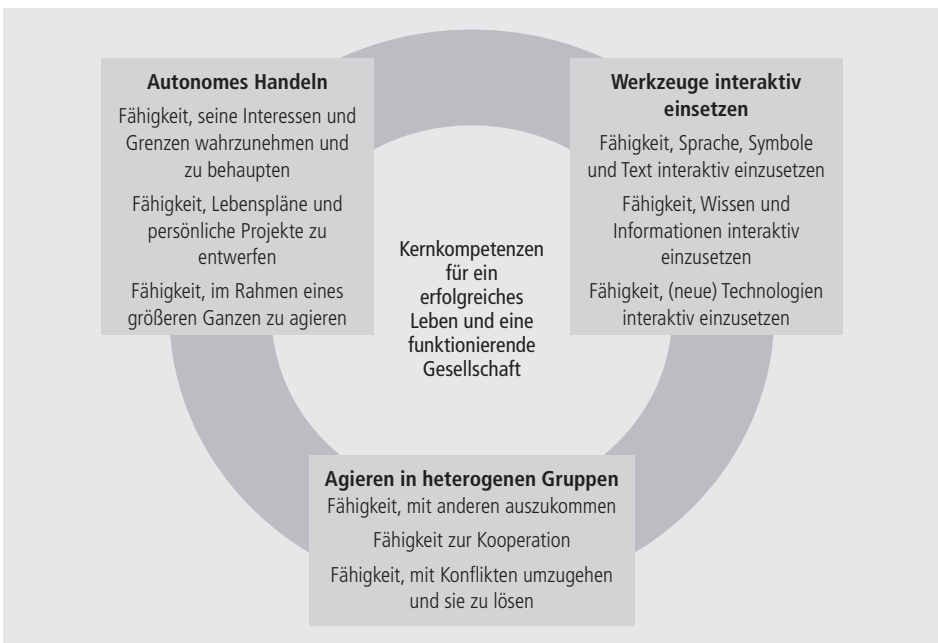 Autonomes Handeln
Fähigkeit, seine Interessen und
Grenzen wahrzunehmen und
zu behaupten
Fähigkeit, Lebenspläne und
persönliche Projekte zu
entwerfen
Fähigkeit, im Rahmen eines
größeren Ganzen zu agieren
Werkzeuge interaktiv
einsetzen
Fähigkeit, Sprache, Symbole
und Text interaktiv einzusetzen
Fähigkeit, Wissen und
Informationen interaktiv
einzusetzen
Fähigkeit, (neue) Technologien
interaktiv einzusetzen
Kernkompetenzen
für ein
erfolgreiches
Leben und eine
funktionierende
Gesellschaft
Agieren in heterogenen Gruppen
Fähigkeit, mit anderen auszukommen
Fähigkeit zur Kooperation
Fähigkeit, mit Konflikten umzugehen
und sie zu lösen